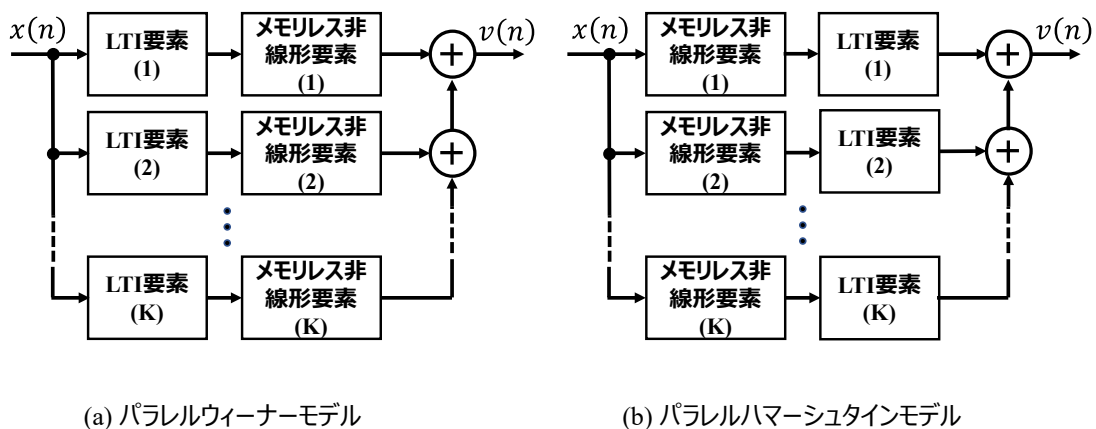 x(n)
LTI要素
(1)
メモリレス非
線形要素
(1)
+
v(n)
LTI要素
(2)
メモリレス非
線形要素
(2)
+
LTI要素
(K)
メモリレス非
線形要素
(K)
(a) パラレルウィーナーモデル
x(n)
メモリレス非
線形要素
(1)
LTI要素
(1)
+
v(n)
メモリレス非
線形要素
(2)
LTI要素
(2)
+
メモリレス非
線形要素
(K)
LTI要素
(K)
(b) パラレルハマーシュタインモデル